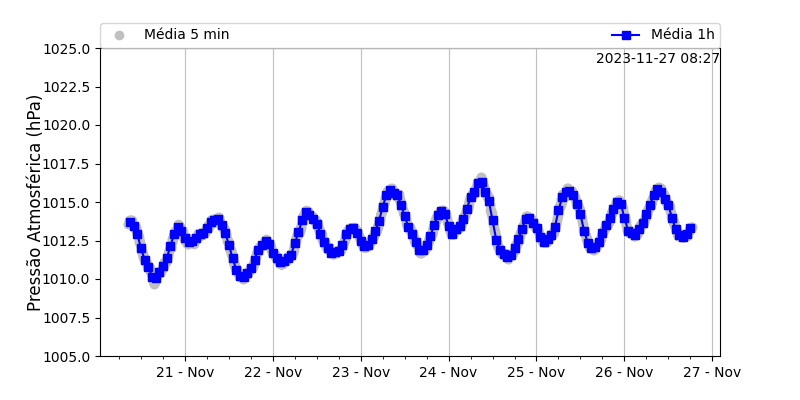 Média 5 min
Média 1h
2023-11-27 08:27
Pressão Atmosférica (hPa)
1025.0
1022.5
1020.0
1017.5
1015.0
1012.5
1010.0
1007.5
1005.0
21 - Nov
22 - Nov
23 - Nov
24 - Nov
25 - Nov
26 - Nov
27 - Nov